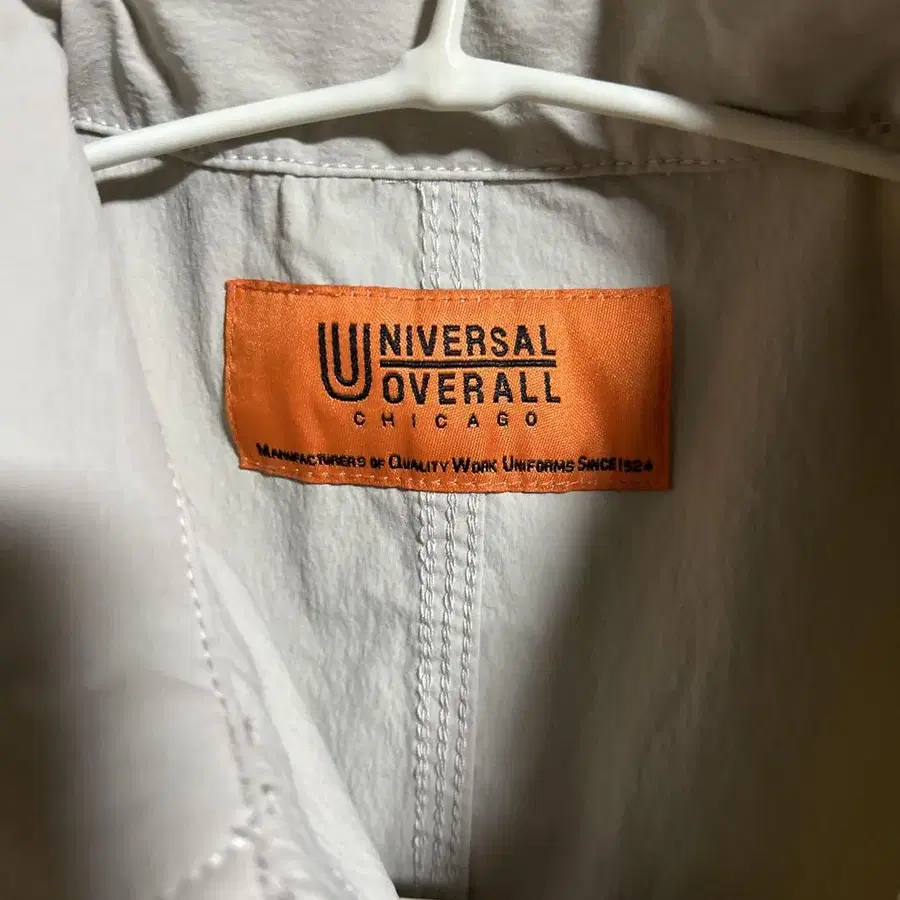 UNIVERSAL
OVERALL
CHICAGO
MANUFACTURERS OF QUALITY WORK UNIFORMS SINCE 1924